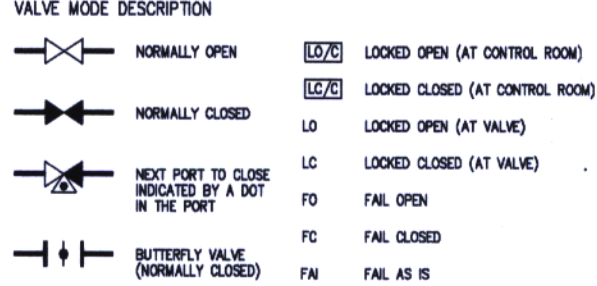 VALVE MODE DESCRIPTION
NORMALLY OPEN
NORMALLY CLOSED
NEXT PORT TO CLOSE
INDICATED BY A DOT
IN THE PORT
BUTTERFLY VALVE
(NORMALLY CLOSED)
LO/C LOCKED OPEN (AT CONTROL ROOM)
LC/C LOCKED CLOSED (AT CONTROL ROOM)
LO LOCKED OPEN (AT VALVE)
LC LOCKED CLOSED (AT VALVE)
FO FAIL OPEN
FC FAIL CLOSED
FAI FAIL AS IS